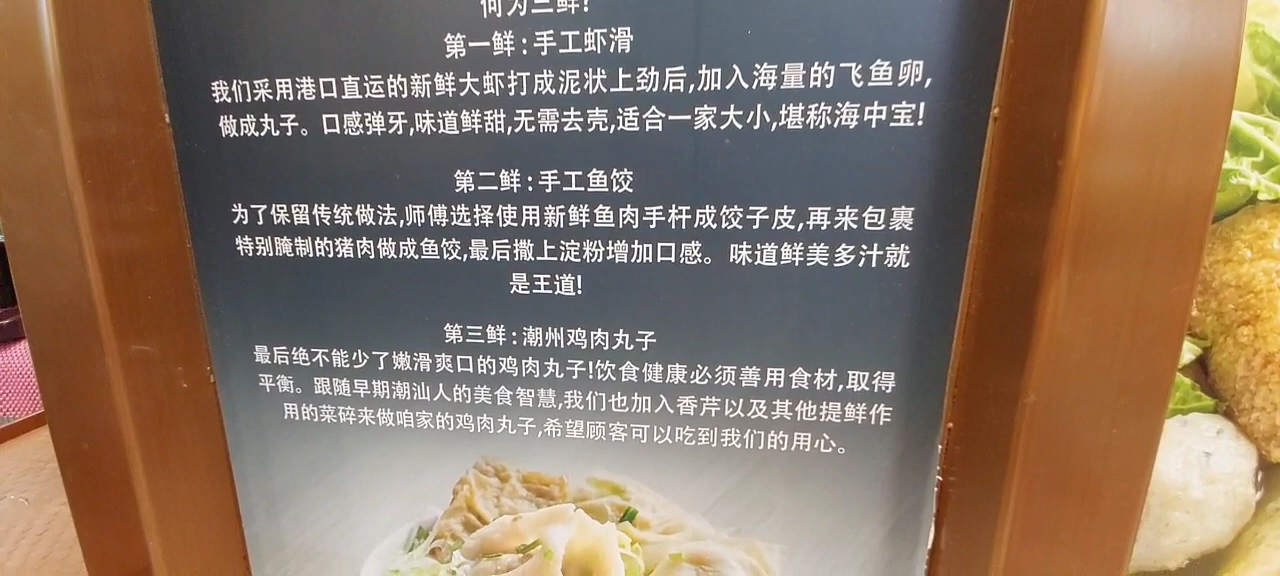 何为三鲜?
第一鲜:手工虾滑
我们采用港口直运的新鲜大虾打成泥状上劲后,加入海量的飞鱼卵,
做成丸子。口感弹牙,味道鲜甜,无需去壳,适合一家大小,堪称海中宝!
第二鲜:手工鱼饺
为了保留传统做法,师傅选择使用新鲜鱼肉手杆成饺子皮,再来包裹
特别腌制的猪肉做成鱼饺,最后撒上淀粉增加口感。味道鲜美多汁就
是王道!
第三鲜:潮州鸡肉丸子
最后绝不能少了嫩滑爽口的鸡肉丸子!饮食健康必须善用食材,取得
平衡。跟随早期潮汕人的美食智慧,我们也加入香芹以及其他提鲜作
用的菜碎来做咱家的鸡肉丸子,希望顾客可以吃到我们的用心。